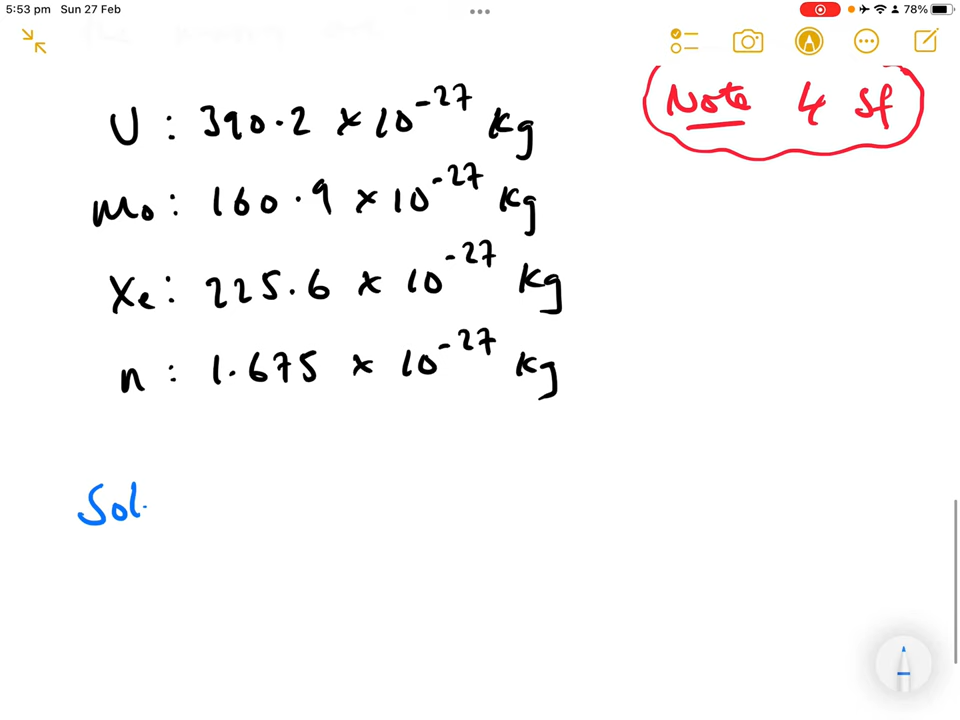 5:53 pm Sun 27 Feb
78%
Note 4 sf
U : 390.2 × 10⁻²⁷ kg
Mo : 160.9 × 10⁻²⁷ kg
Xe : 225.6 × 10⁻²⁷ kg
n : 1.675 × 10⁻²⁷ kg
Sol.